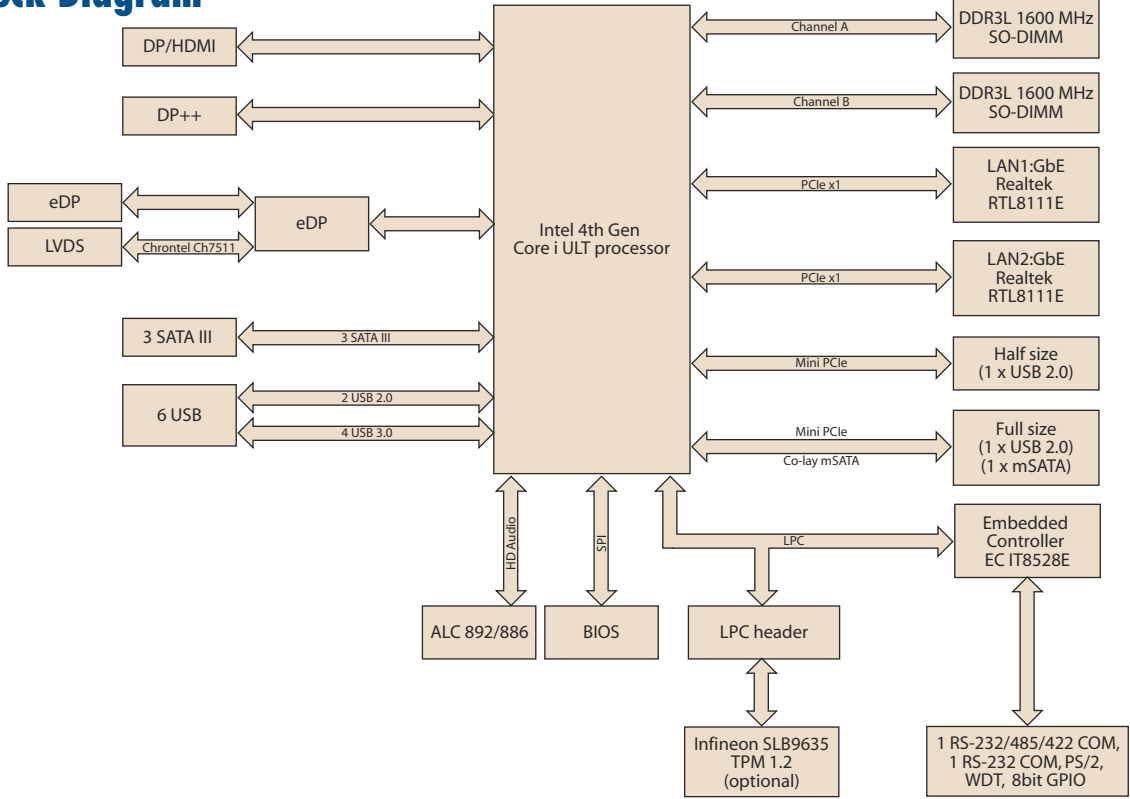 Diagram
DP/HDMI
DP++
eDP
LVDS
Chrontel Ch7511
eDP
3 SATA III
3 SATA III
6 USB
2 USB 2.0
4 USB 3.0
Intel 4th Gen
Core i ULT processor
Channel A
DDR3L 1600 MHz
SO-DIMM
Channel B
DDR3L 1600 MHz
SO-DIMM
PCIe x1
LAN1:GbE
Realtek
RTL8111E
PCIe x1
LAN2:GbE
Realtek
RTL8111E
Mini PCIe
Half size
(1 x USB 2.0)
Mini PCIe
Co-lay mSATA
Full size
(1 x USB 2.0)
(1 x mSATA)
HD Audio
SPI
LPC
Embedded
Controller
EC IT8528E
ALC 892/886
BIOS
LPC header
Infineon SLB9635
TPM 1.2
(optional)
1 RS-232/485/422 COM,
1 RS-232 COM, PS/2,
WDT, 8bit GPIO